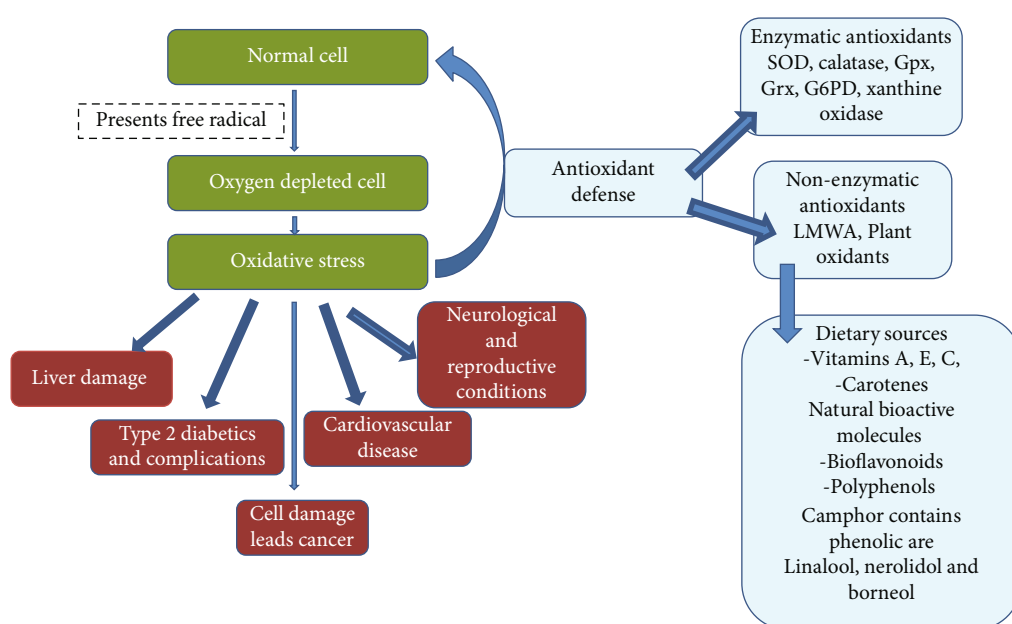 Normal cell
Presents free radical
Oxygen depleted cell
Oxidative stress
Liver damage
Type 2 diabetics
and complications
Cell damage
leads cancer
Cardiovascular
disease
Neurological
and
reproductive
conditions
Antioxidant
defense
Enzymatic antioxidants
SOD, calatase, Gpx,
Grx, G6PD, xanthine
oxidase
Non-enzymatic
antioxidants
LMWA, Plant
oxidants
Dietary sources
-Vitamins A, E, C,
-Carotenes
Natural bioactive
molecules
-Bioflavonoids
-Polyphenols
Camphor contains
phenolic are
Linalool, nerolidol and
borneol